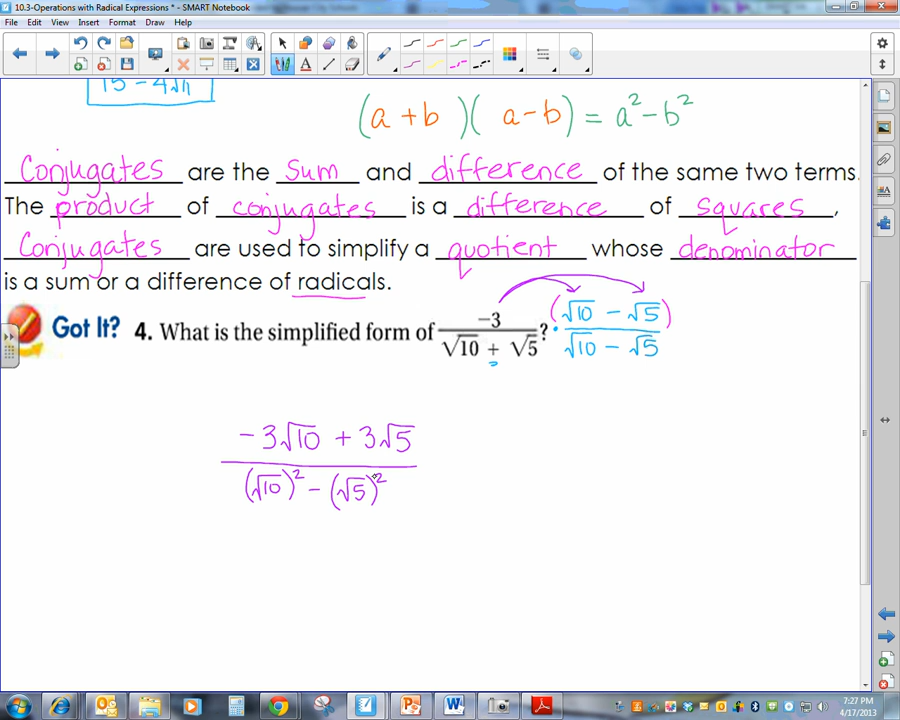 10.3-Operations with Radical Expressions * - SMART Notebook
File Edit View Insert Format Draw Help
15 - 4√11
(a + b )( a - b) = a² - b²
Conjugates are the sum and difference of the same two terms.
The product of conjugates is a difference of squares,
Conjugates are used to simplify a quotient whose denominator
is a sum or a difference of radicals.
Got It? 4. What is the simplified form of -3/(√10 + √5)? · (√10 - √5)/(√10 - √5)
-3√10 + 3√5
(√10)² - (√5)²
7:27 PM
4/17/2013